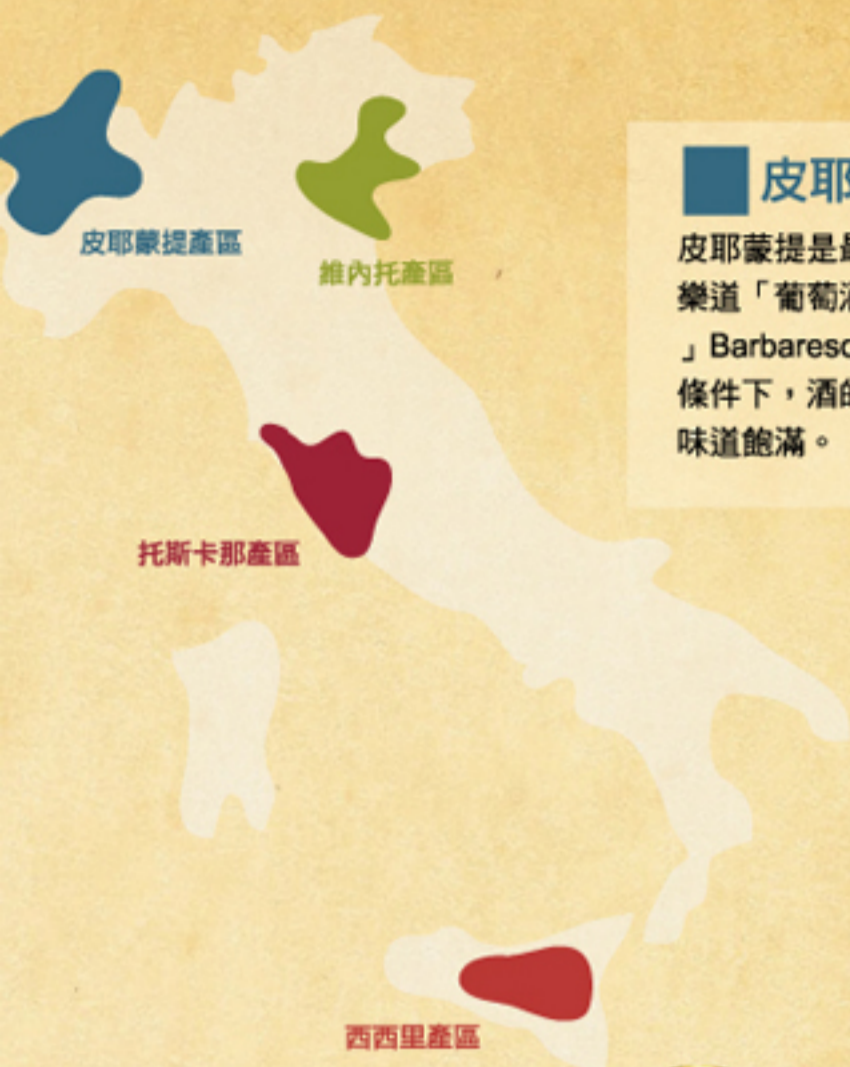 皮耶蒙提產區
維內托產區
托斯卡那產區
西西里產區
皮耶
皮耶蒙提是
樂道「葡萄
」Barbaresc
條件下，酒
味道飽滿。